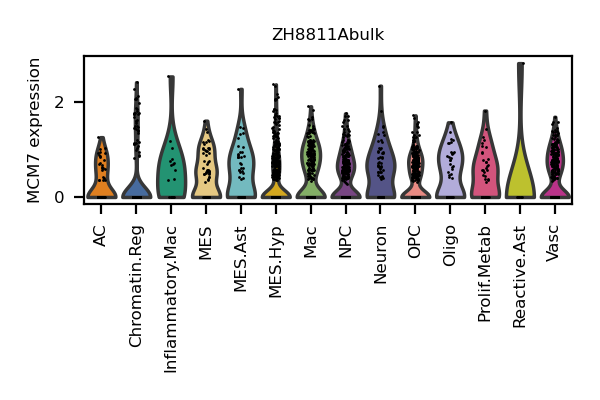 ZH8811Abulk
MCM7 expression
2
0
AC
Chromatin.Reg
Inflammatory.Mac
MES
MES.Ast
MES.Hyp
Mac
NPC
Neuron
OPC
Oligo
Prolif.Metab
Reactive.Ast
Vasc